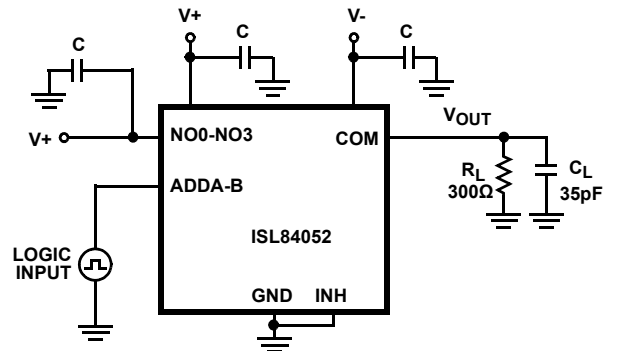 V+
V-
C
C
C
V+
NO0-NO3
COM
VOUT
ADDA-B
RL
300Ω
CL
35pF
LOGIC
INPUT
ISL84052
GND
INH